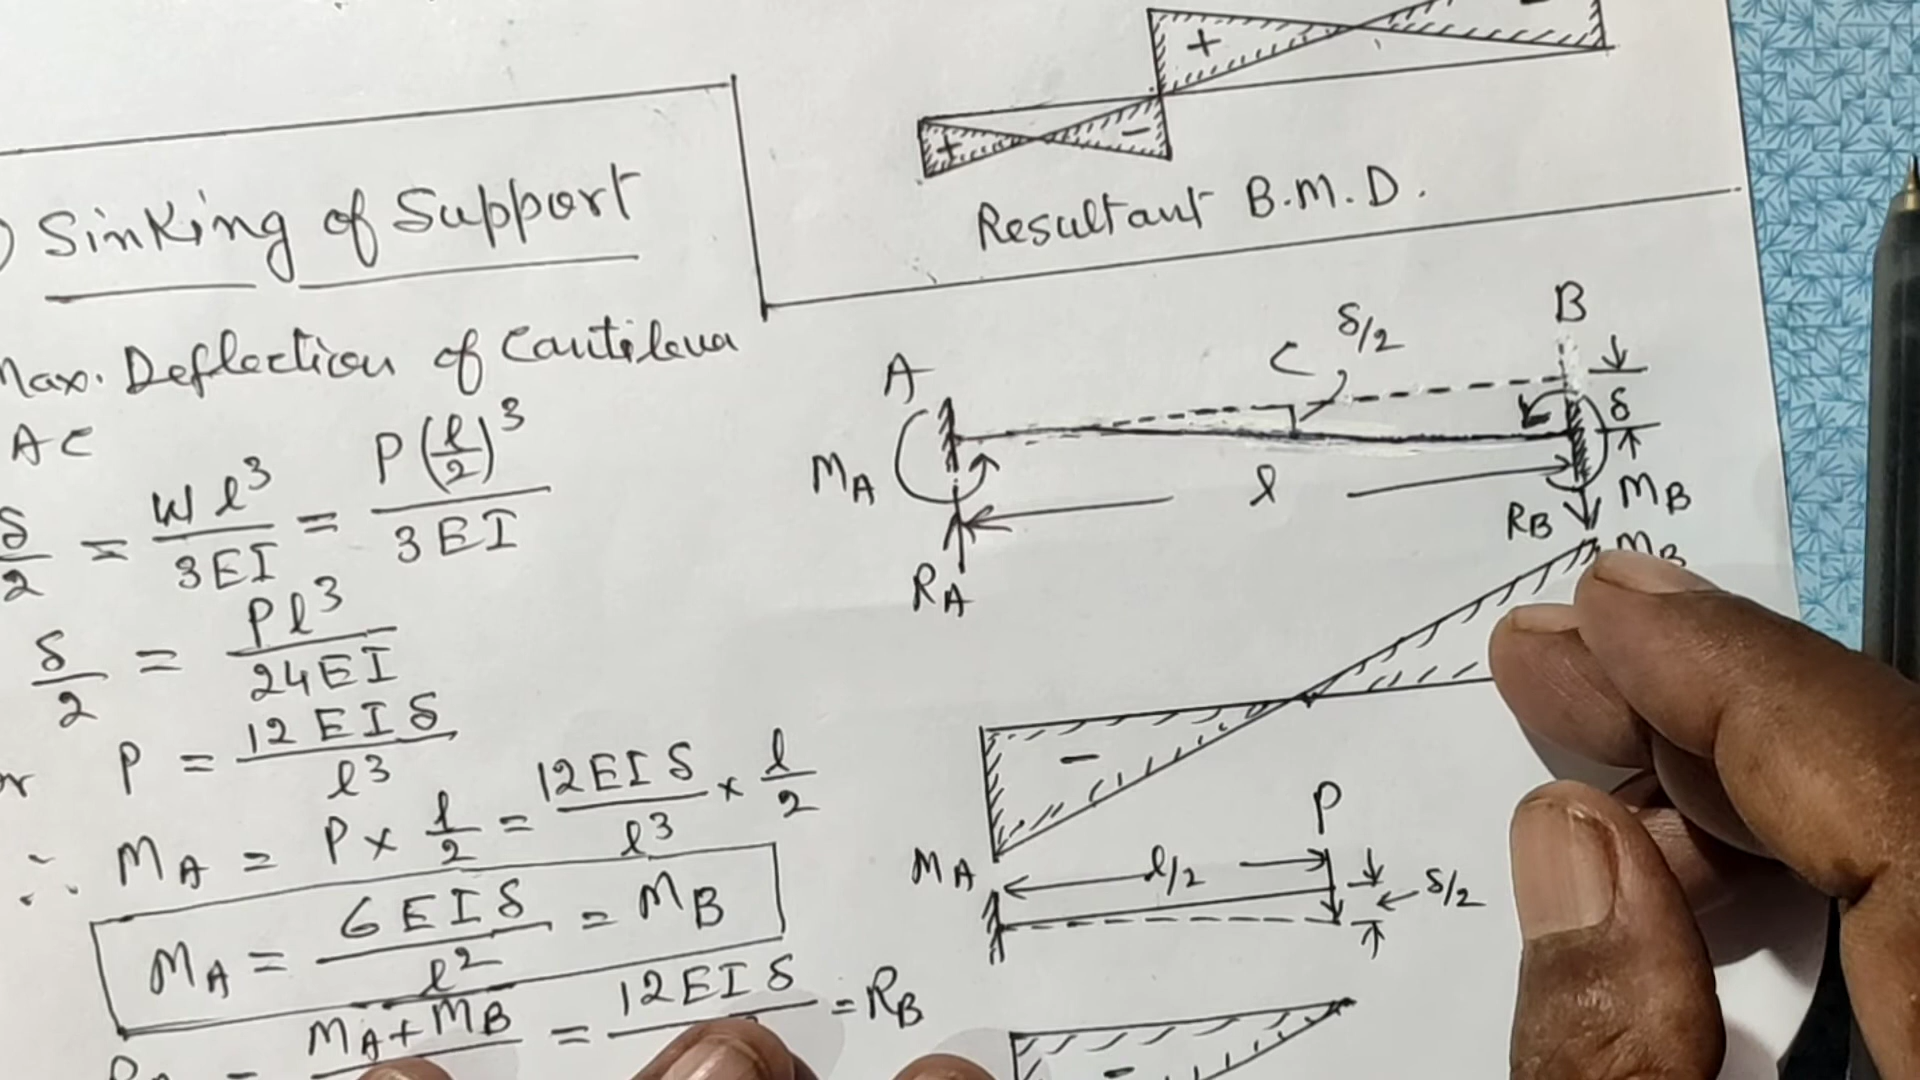 +
-
+
-
Resultant B.M.D.
) Sinking of Support
Max. Deflection of Cantilever
AC
δ/2 = Wl³/3EI = P(l/2)³/3EI
δ/2 = Pl³/24EI
or P = 12EIδ/l³
∴ MA = P × l/2 = 12EIδ/l³ × l/2
MA = 6EIδ/l² = MB
MA+MB = 12EIδ = RB
A
C
δ/2
B
δ
MA
l
MB
RB
RA
MB
-
MA
P
l/2
δ/2
-